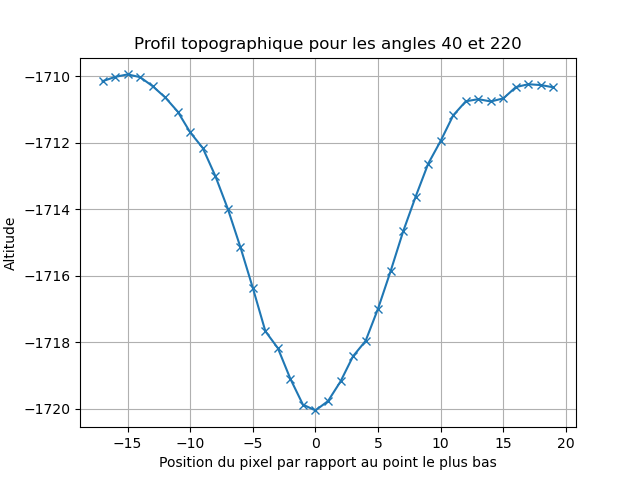 Profil topographique pour les angles 40 et 220
−1710
−1712
−1714
−1716
−1718
−1720
Altitude
−15 −10 −5 0 5 10 15 20
Position du pixel par rapport au point le plus bas